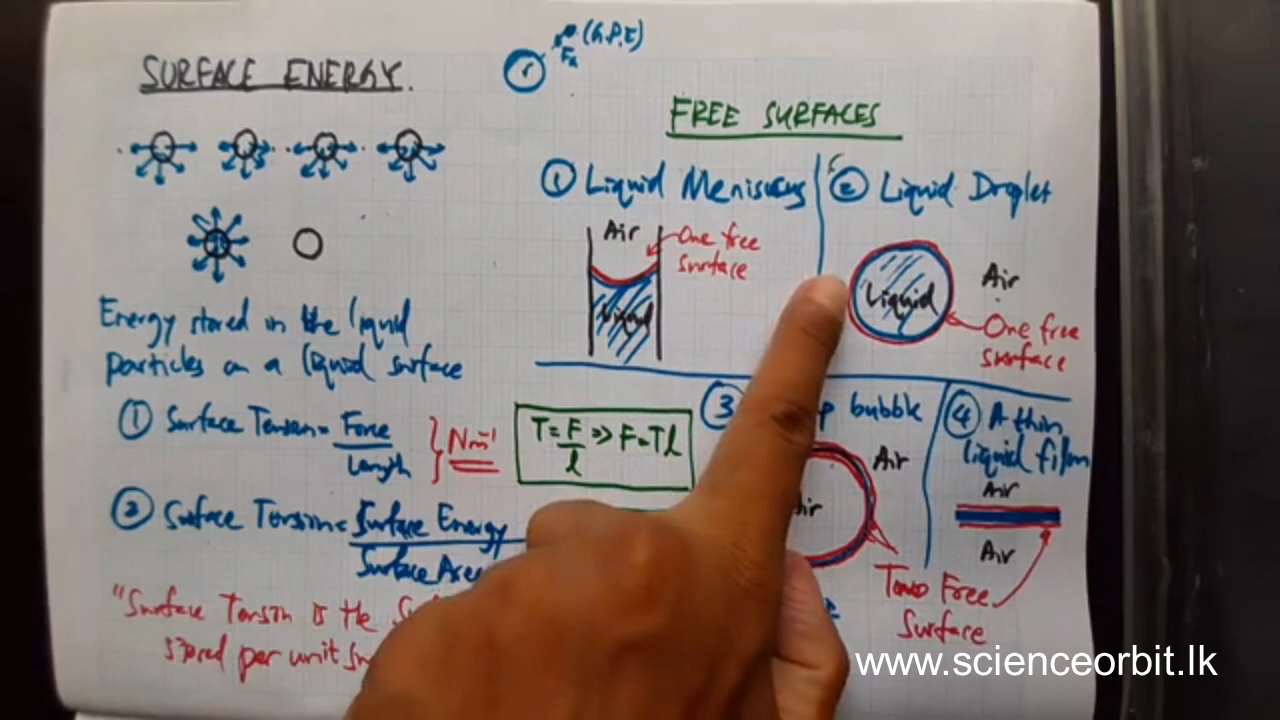 SURFACE ENERGY.
r
Fa
(G.P.E)
FREE SURFACES
① Liquid Meniscus
② Liquid Droplet
Air
One free
surface
Liquid
Liquid
Air
One free
surface
Energy stored in the liquid
particles on a liquid surface
① Surface Tension = Force
Length
Nm⁻¹
T = F => F = Tl
l
② Surface Tension = Surface Energy
Surface Area
"Surface Tension is the
stored per unit
③ bubble
Air
④ A thin
liquid film
Air
Air
Two Free
Surface
www.scienceorbit.lk